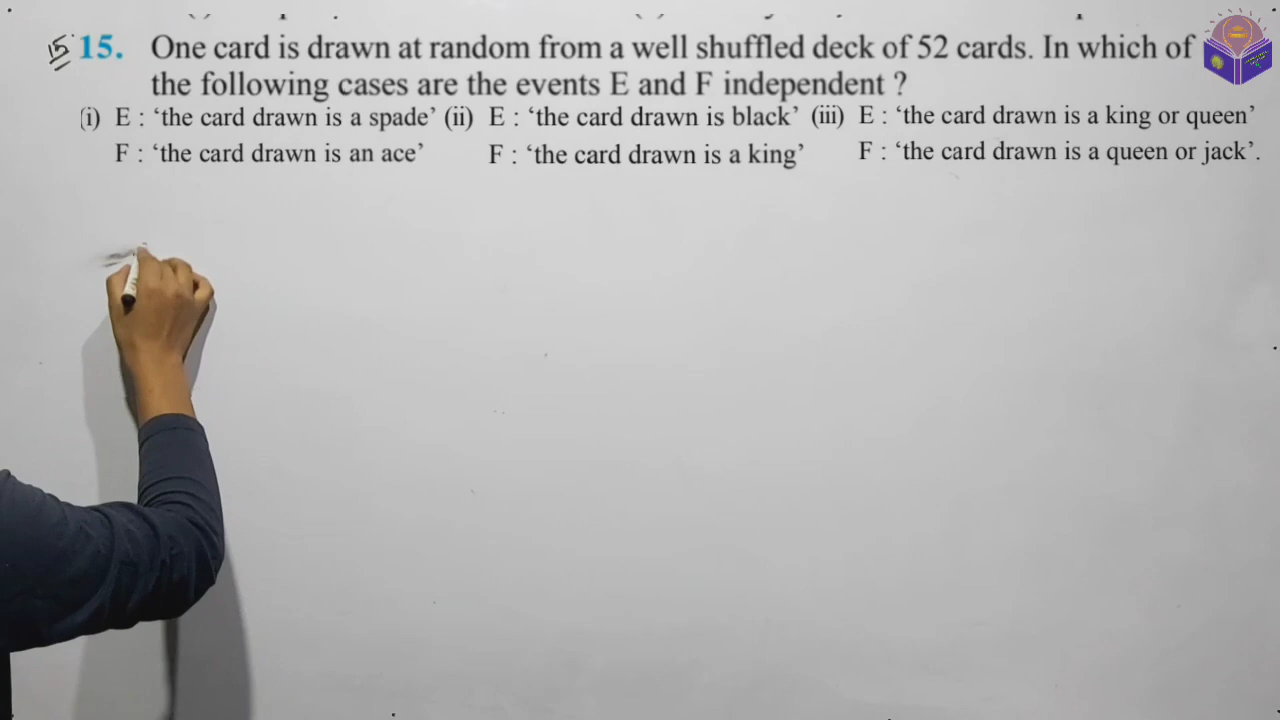 15 15. One card is drawn at random from a well shuffled deck of 52 cards. In which of
the following cases are the events E and F independent ?
(i) E : ‘the card drawn is a spade’ (ii) E : ‘the card drawn is black’ (iii) E : ‘the card drawn is a king or queen’
F : ‘the card drawn is an ace’ F : ‘the card drawn is a king’ F : ‘the card drawn is a queen or jack’.